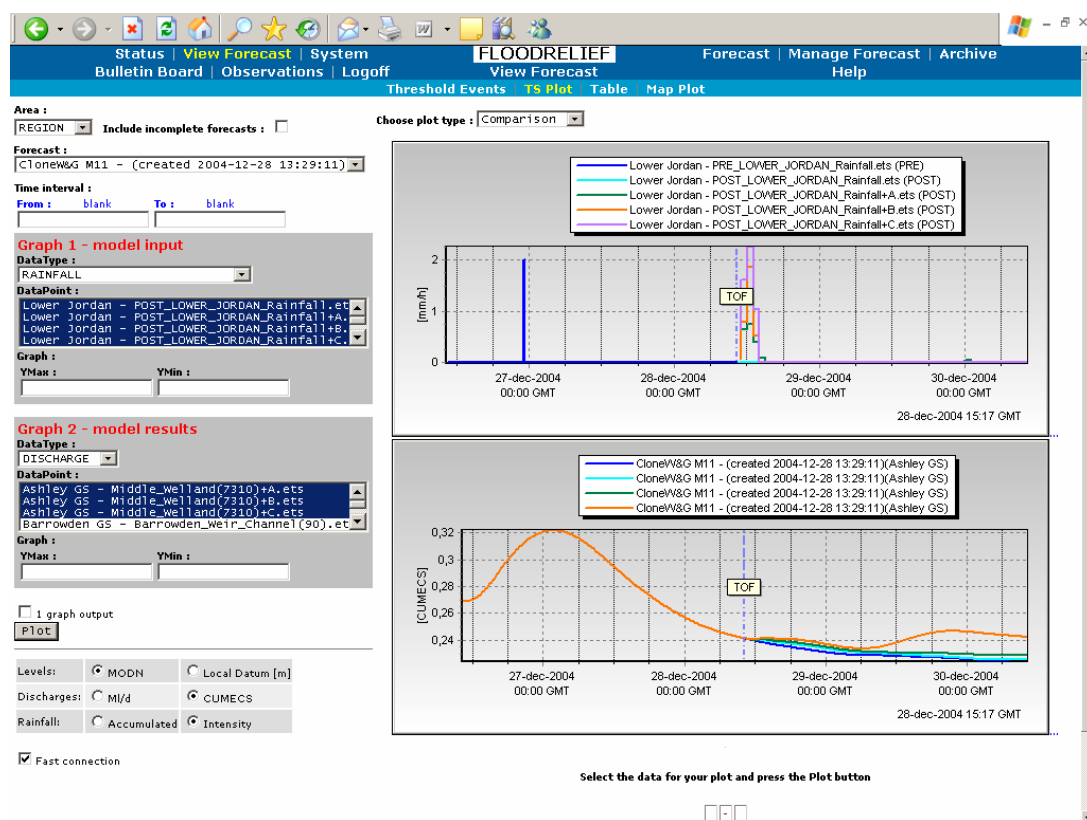 Status | View Forecast | System
FLOODRELIEF
Forecast | Manage Forecast | Archive
Bulletin Board | Observations | Logoff
View Forecast
Help
Threshold Events | TS Plot | Table | Map Plot
Area :
REGION
Include incomplete forecasts :
Choose plot type : Comparison
Forecast :
CloneW&G M11 - (created 2004-12-28 13:29:11)
Time interval :
From : blank To : blank
Graph 1 - model input
DataType :
RAINFALL
DataPoint :
Lower Jordan - POST_LOWER_JORDAN_Rainfall.et
Lower Jordan - POST_LOWER_JORDAN_Rainfall+A.
Lower Jordan - POST_LOWER_JORDAN_Rainfall+B.
Lower Jordan - POST_LOWER_JORDAN_Rainfall+C.
Graph :
YMax : YMin :
Graph 2 - model results
DataType :
DISCHARGE
DataPoint :
Ashley GS - Middle_Welland(7310)+A.ets
Ashley GS - Middle_Welland(7310)+B.ets
Ashley GS - Middle_Welland(7310)+C.ets
Barrowden GS - Barrowden_Weir_Channel(90).et
Graph :
YMax : YMin :
1 graph output
Plot
Levels: MODN Local Datum [m]
Discharges: Ml/d CUMECS
Rainfall: Accumulated Intensity
Fast connection
Lower Jordan - PRE_LOWER_JORDAN_Rainfall.ets (PRE)
Lower Jordan - POST_LOWER_JORDAN_Rainfall.ets (POST)
Lower Jordan - POST_LOWER_JORDAN_Rainfall+A.ets (POST)
Lower Jordan - POST_LOWER_JORDAN_Rainfall+B.ets (POST)
Lower Jordan - POST_LOWER_JORDAN_Rainfall+C.ets (POST)
2
1
0
[mm/h]
TOF
27-dec-2004 28-dec-2004 29-dec-2004 30-dec-2004
00:00 GMT 00:00 GMT 00:00 GMT 00:00 GMT
28-dec-2004 15:17 GMT
CloneW&G M11 - (created 2004-12-28 13:29:11)(Ashley GS)
CloneW&G M11 - (created 2004-12-28 13:29:11)(Ashley GS)
CloneW&G M11 - (created 2004-12-28 13:29:11)(Ashley GS)
CloneW&G M11 - (created 2004-12-28 13:29:11)(Ashley GS)
0,32
0,3
0,28
0,26
0,24
[CUMECS]
TOF
27-dec-2004 28-dec-2004 29-dec-2004 30-dec-2004
00:00 GMT 00:00 GMT 00:00 GMT 00:00 GMT
28-dec-2004 15:17 GMT
Select the data for your plot and press the Plot button